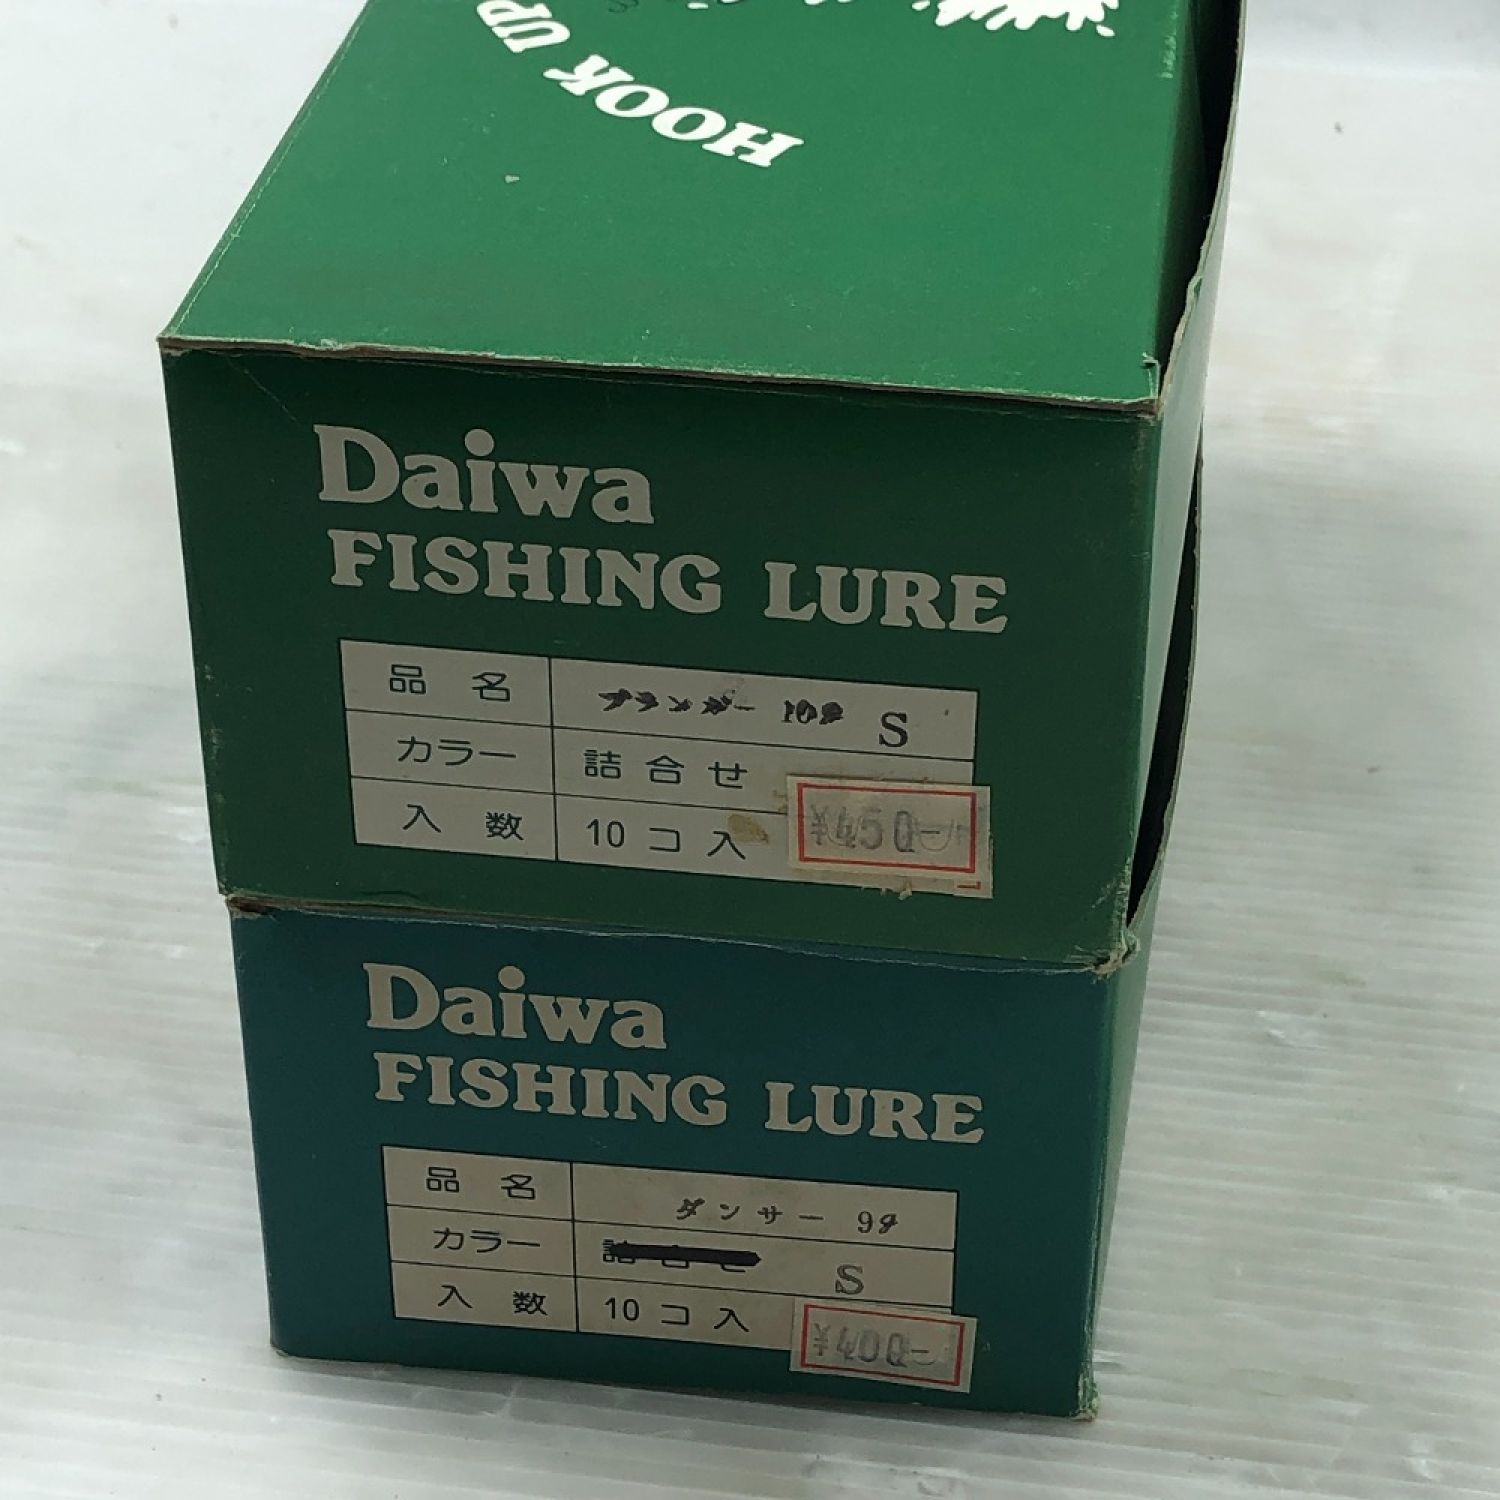 HOOK UP
Daiwa
FISHING LURE
品名 プランサー 10g S
カラー 詰合せ
入数 10コ入
¥450-
Daiwa
FISHING LURE
品名 ダンサー 9g
カラー S
入数 10コ入
¥400-